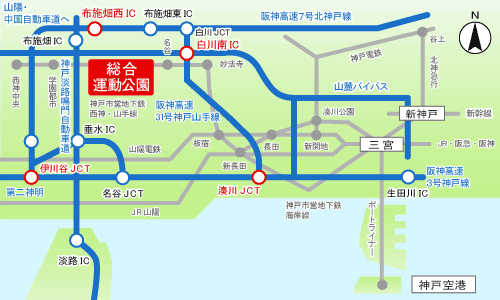 山陽・
中国自動車道へ
布施畑西 IC
布施畑東 IC
阪神高速7号北神戸線
N
布施畑 IC
白川 JCT
白川南 IC
名谷
谷上
神戸電鉄
北神急行
総合
運動公園
妙法寺
西神中央
学園都市
神戸淡路鳴門自動車道
山麓バイパス
神戸市営地下鉄
西神・山手線
阪神高速
31号神戸山手線
湊川公園
新神戸
新幹線
垂水 IC
山陽電鉄
板宿
長田
新開地
三宮
JR・阪急・阪神
新長田
伊川谷 JCT
阪神高速
3号神戸線
第二神明
名谷 JCT
湊川 JCT
生田川 IC
JR 山陽
神戸市営地下鉄
海岸線
ポートライナー
淡路 IC
神戸空港